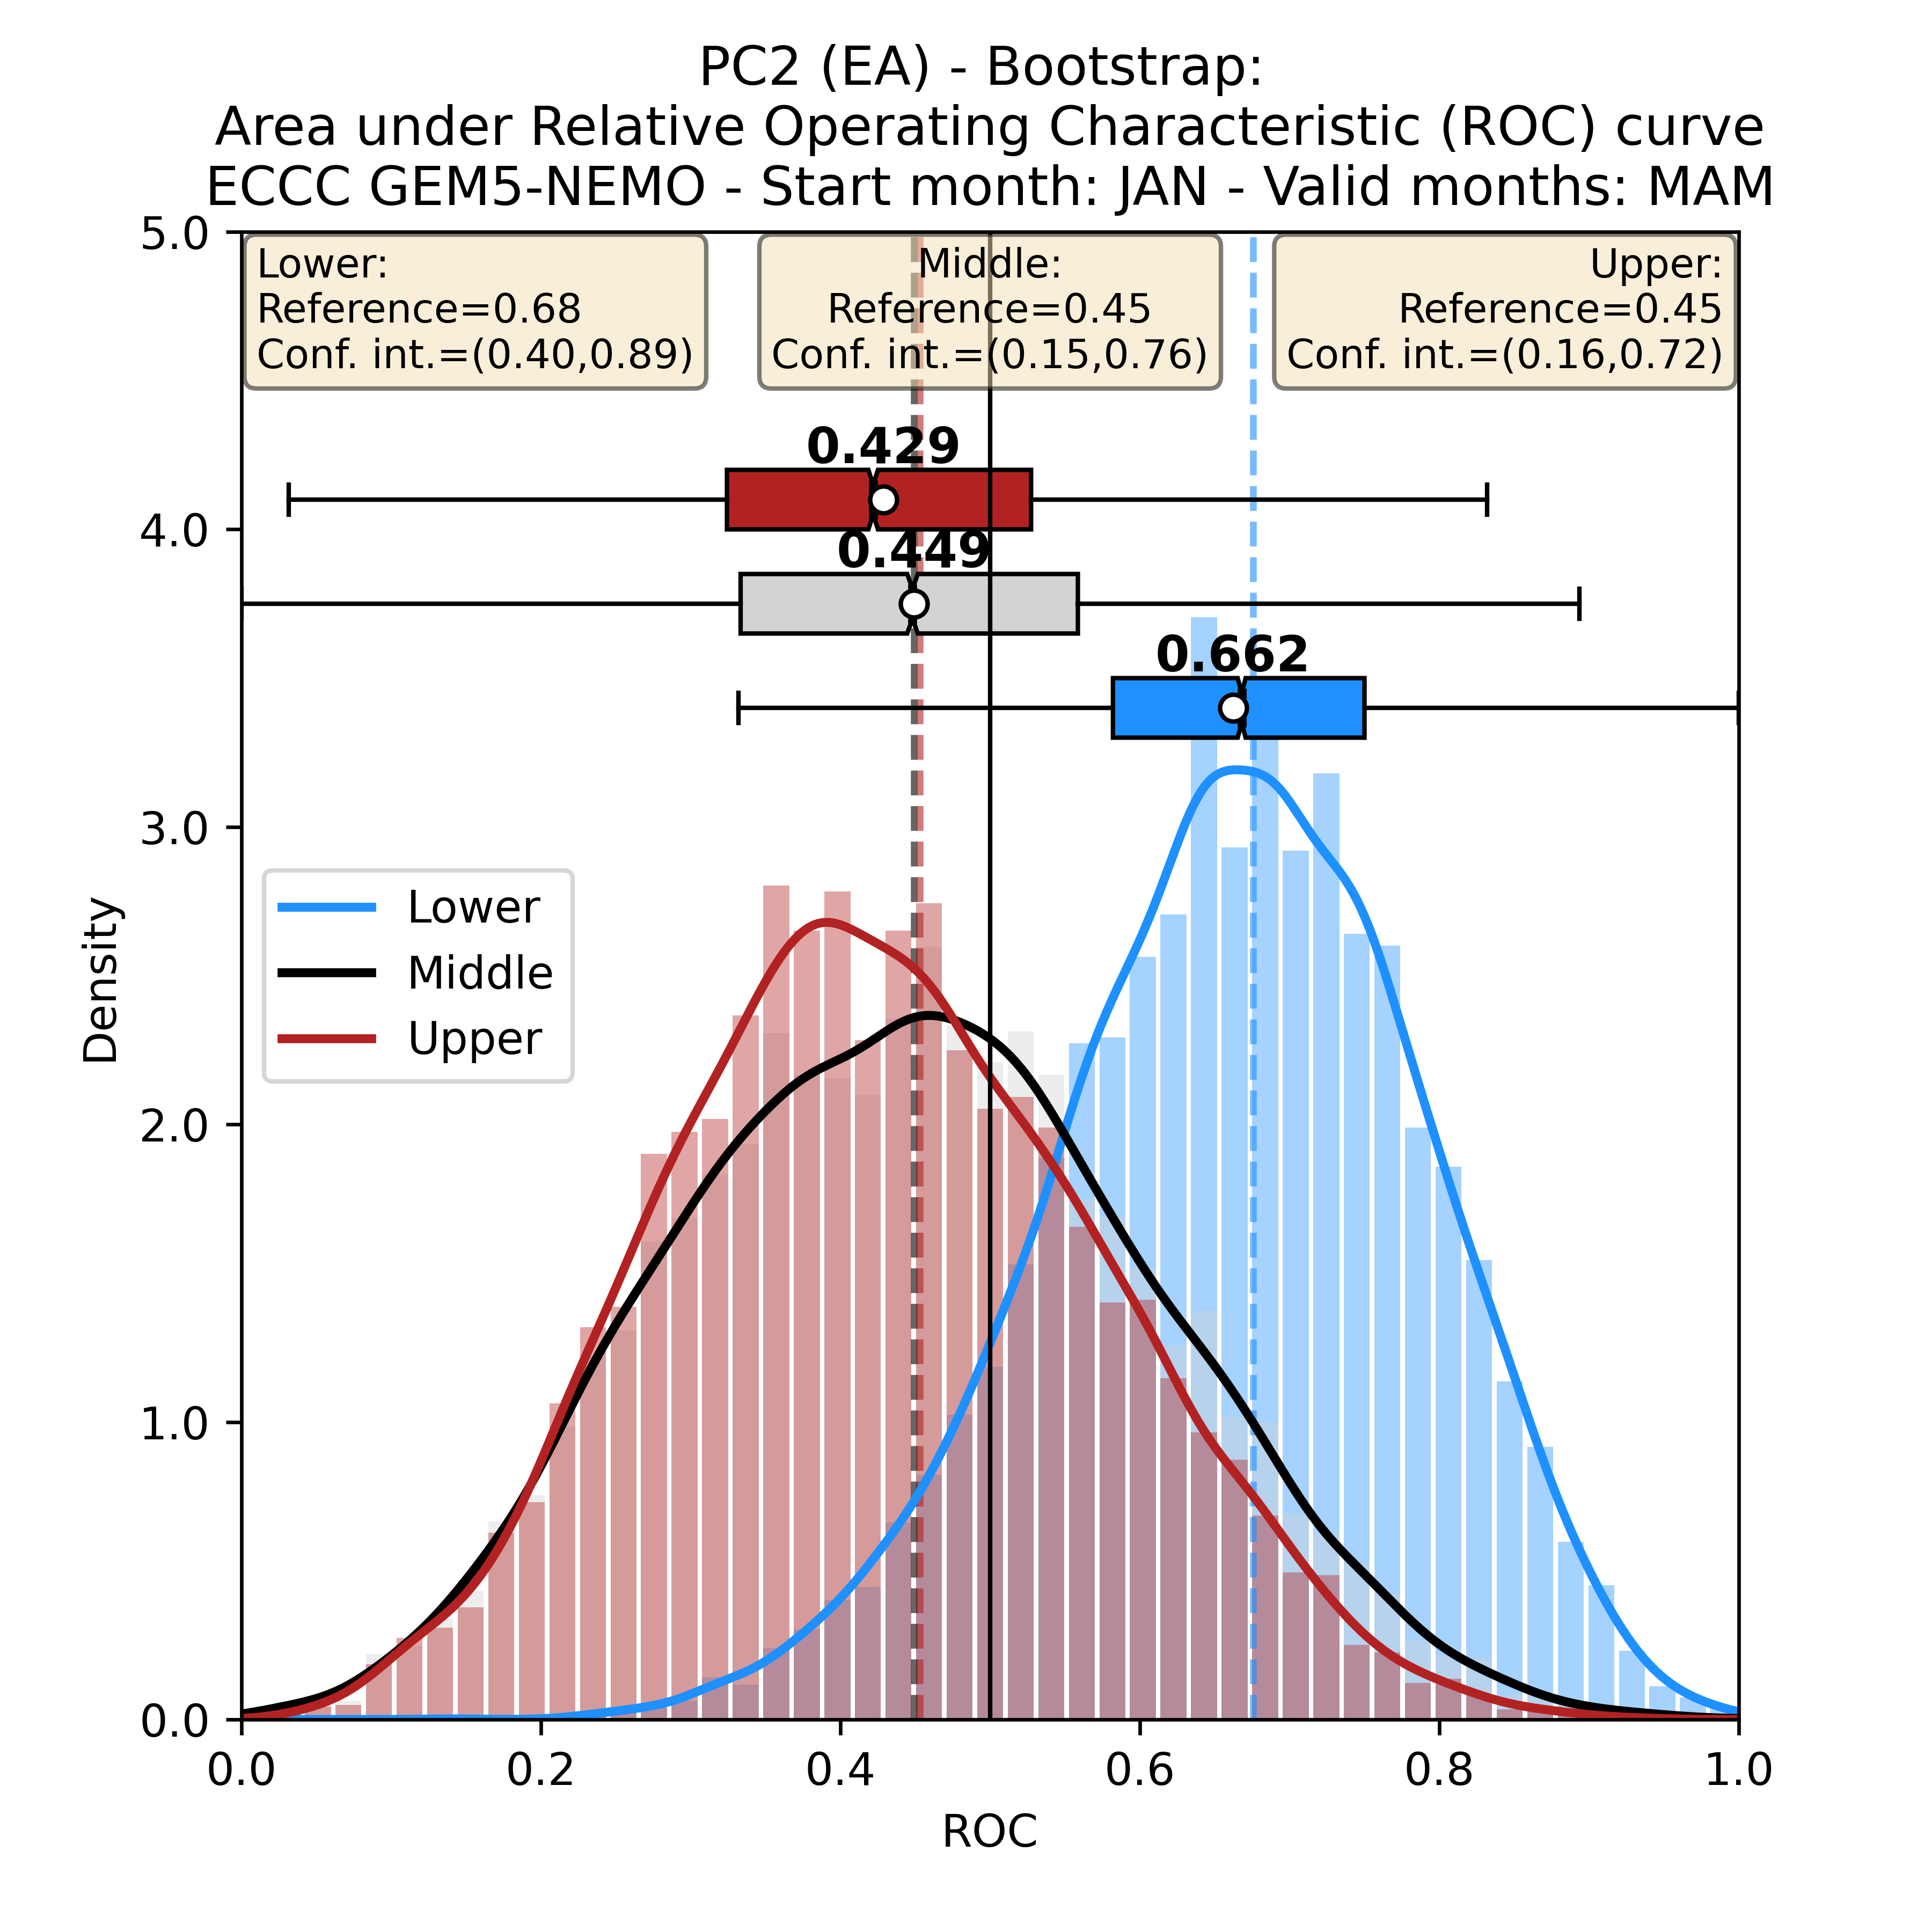 PC2 (EA) - Bootstrap:
Area under Relative Operating Characteristic (ROC) curve
ECCC GEM5-NEMO - Start month: JAN - Valid months: MAM
5.0
Lower:
Reference=0.68
Conf. int.=(0.40,0.89)
Middle:
Reference=0.45
Conf. int.=(0.15,0.76)
Upper:
Reference=0.45
Conf. int.=(0.16,0.72)
0.429
4.0
0.449
0.662
3.0
Lower
Middle
Upper
Density
2.0
1.0
0.0
0.0 0.2 0.4 0.6 0.8 1.0
ROC